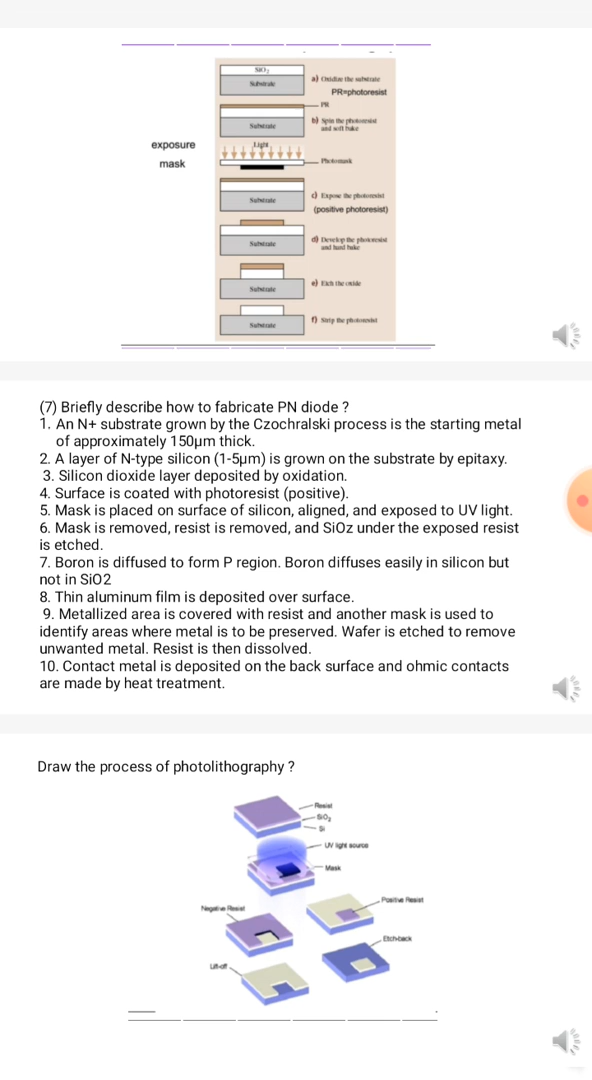 SiO2
Substrate
a) Oxidize the substrate
PR=photoresist
PR
b) Spin the photoresist
and soft bake
Substrate
exposure
mask
Light
Photomask
c) Expose the photoresist
(positive photoresist)
Substrate
d) Develop the photoresist
and hard bake
Substrate
e) Etch the oxide
Substrate
f) Strip the photoresist
Substrate
(7) Briefly describe how to fabricate PN diode ?
1. An N+ substrate grown by the Czochralski process is the starting metal
of approximately 150µm thick.
2. A layer of N-type silicon (1-5µm) is grown on the substrate by epitaxy.
3. Silicon dioxide layer deposited by oxidation.
4. Surface is coated with photoresist (positive).
5. Mask is placed on surface of silicon, aligned, and exposed to UV light.
6. Mask is removed, resist is removed, and SiOz under the exposed resist
is etched.
7. Boron is diffused to form P region. Boron diffuses easily in silicon but
not in SiO2
8. Thin aluminum film is deposited over surface.
9. Metallized area is covered with resist and another mask is used to
identify areas where metal is to be preserved. Wafer is etched to remove
unwanted metal. Resist is then dissolved.
10. Contact metal is deposited on the back surface and ohmic contacts
are made by heat treatment.
Draw the process of photolithography ?
Resist
SiO2
Si
UV light source
Mask
Positive Resist
Negative Resist
Etch-back
Lift-off